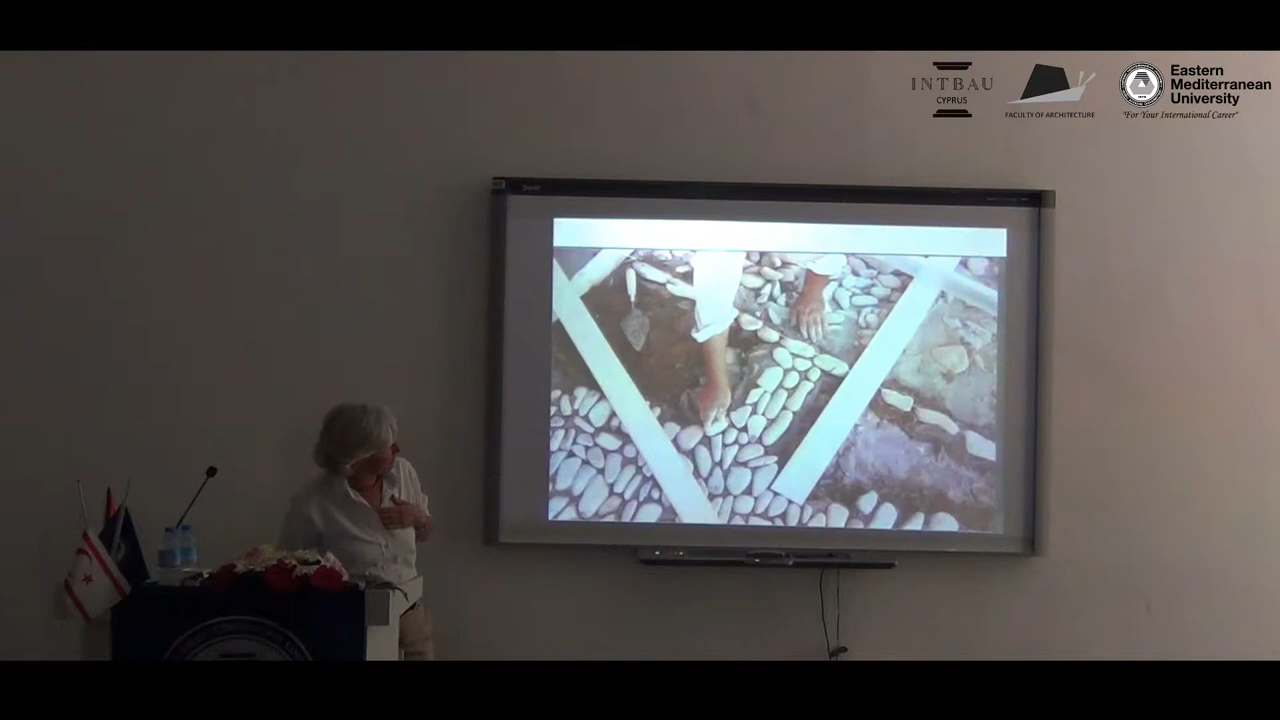 INTBAU
CYPRUS
FACULTY OF ARCHITECTURE
Eastern
Mediterranean
University
"For Your International Career"